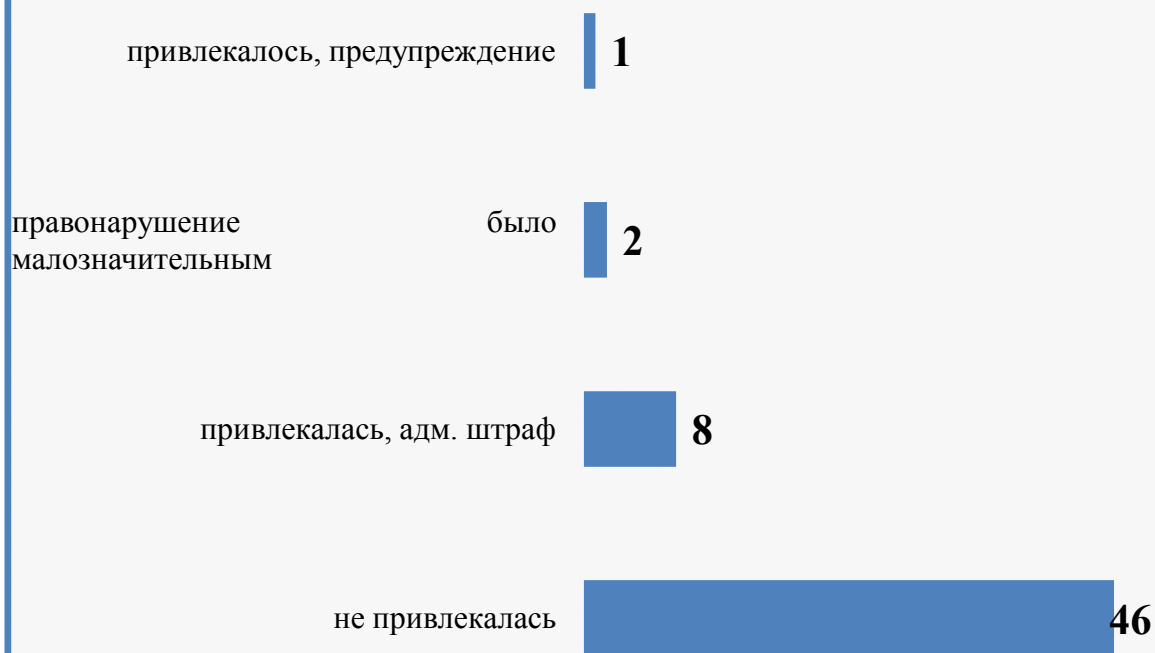 привлекалось, предупреждение 1
правонарушение было
малозначительным
2
привлекалась, адм. штраф 8
не привлекалась 46